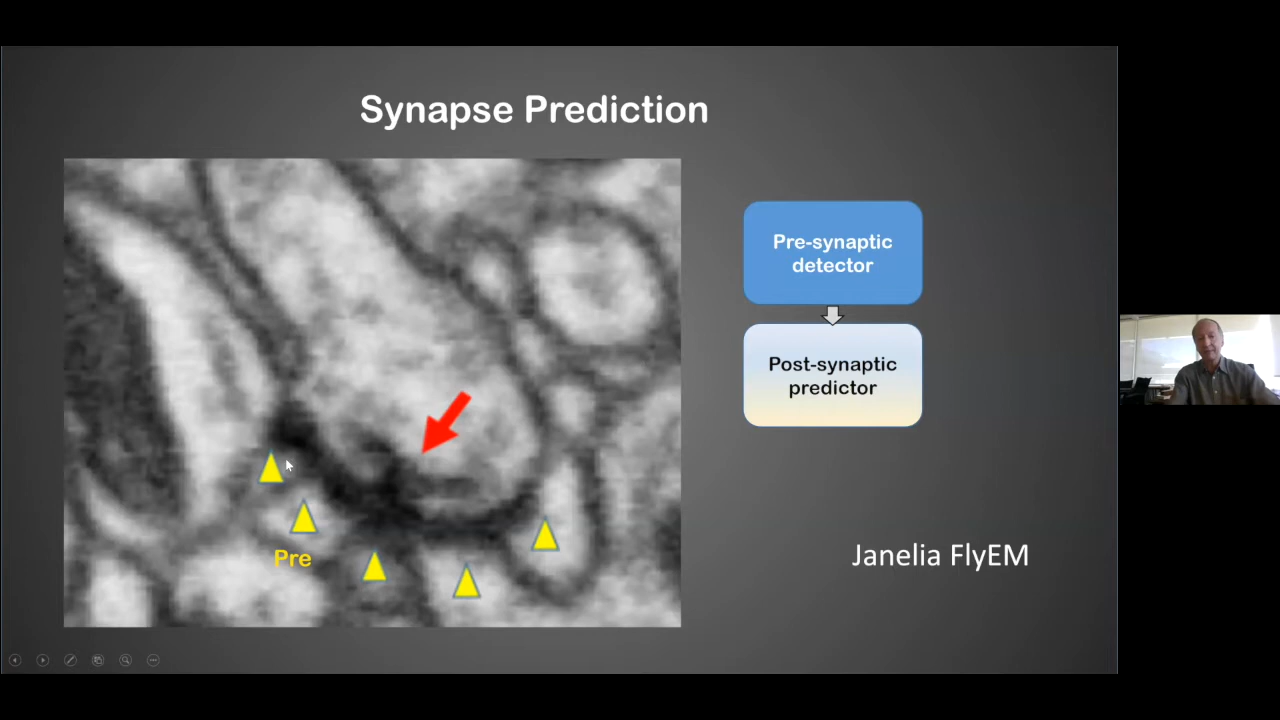 Synapse Prediction
Pre-synaptic
detector
Post-synaptic
predictor
Pre
Janelia FlyEM